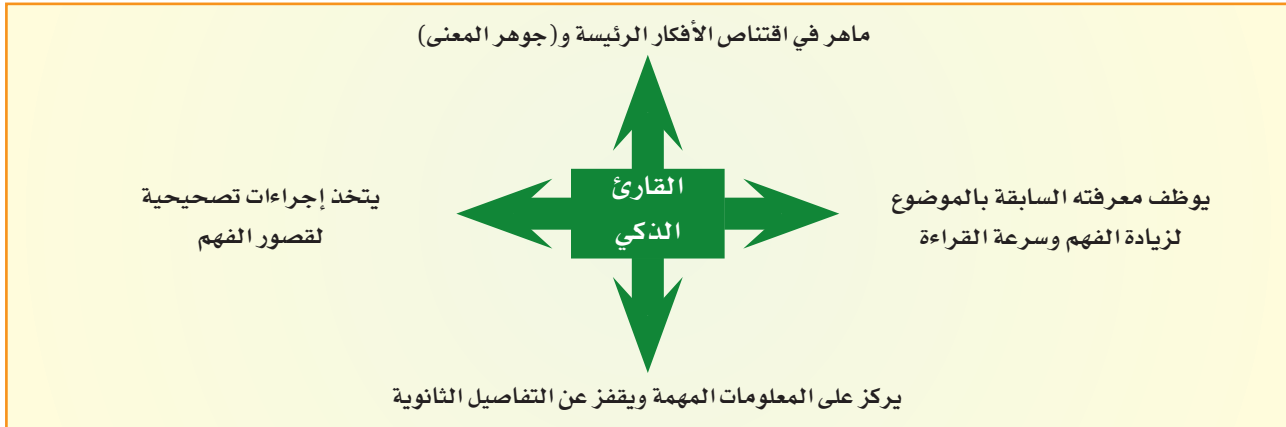 ماهر في اقتناص الأفكار الرئيسة و(جوهر المعنى)
يوظف معرفته السابقة بالموضوع
لزيادة الفهم وسرعة القراءة
القارئ
الذكي
يتخذ إجراءات تصحيحية
لقصور الفهم
يركز على المعلومات المهمة ويقفز عن التفاصيل الثانوية